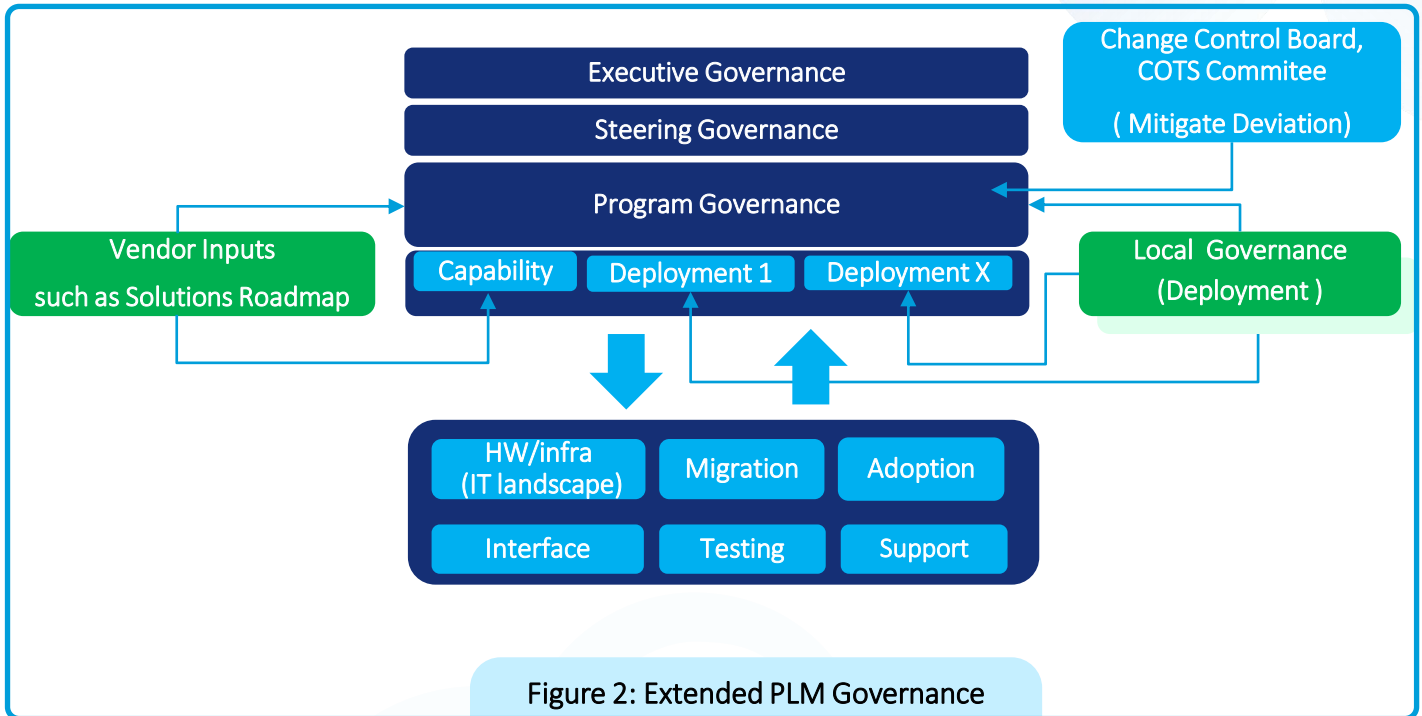 Executive Governance
Steering Governance
Program Governance
Change Control Board,
COTS Commitee
( Mitigate Deviation)
Vendor Inputs
such as Solutions Roadmap
Capability
Deployment 1
Deployment X
Local Governance
(Deployment )
HW/infra
(IT landscape)
Migration
Adoption
Interface
Testing
Support
Figure 2: Extended PLM Governance